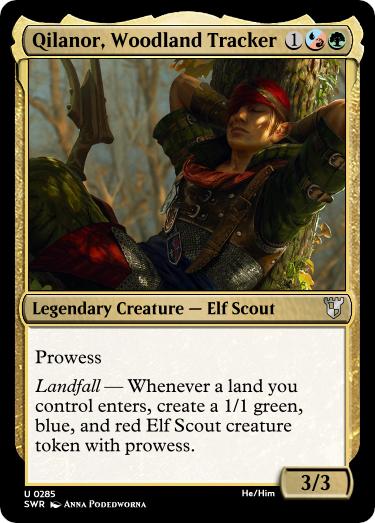 Qilanor, Woodland Tracker 1
Legendary Creature — Elf Scout
Prowess
Landfall — Whenever a land you
control enters, create a 1/1 green,
blue, and red Elf Scout creature
token with prowess.
3/3
U 0285 He/Him
SWR Anna Podedworna